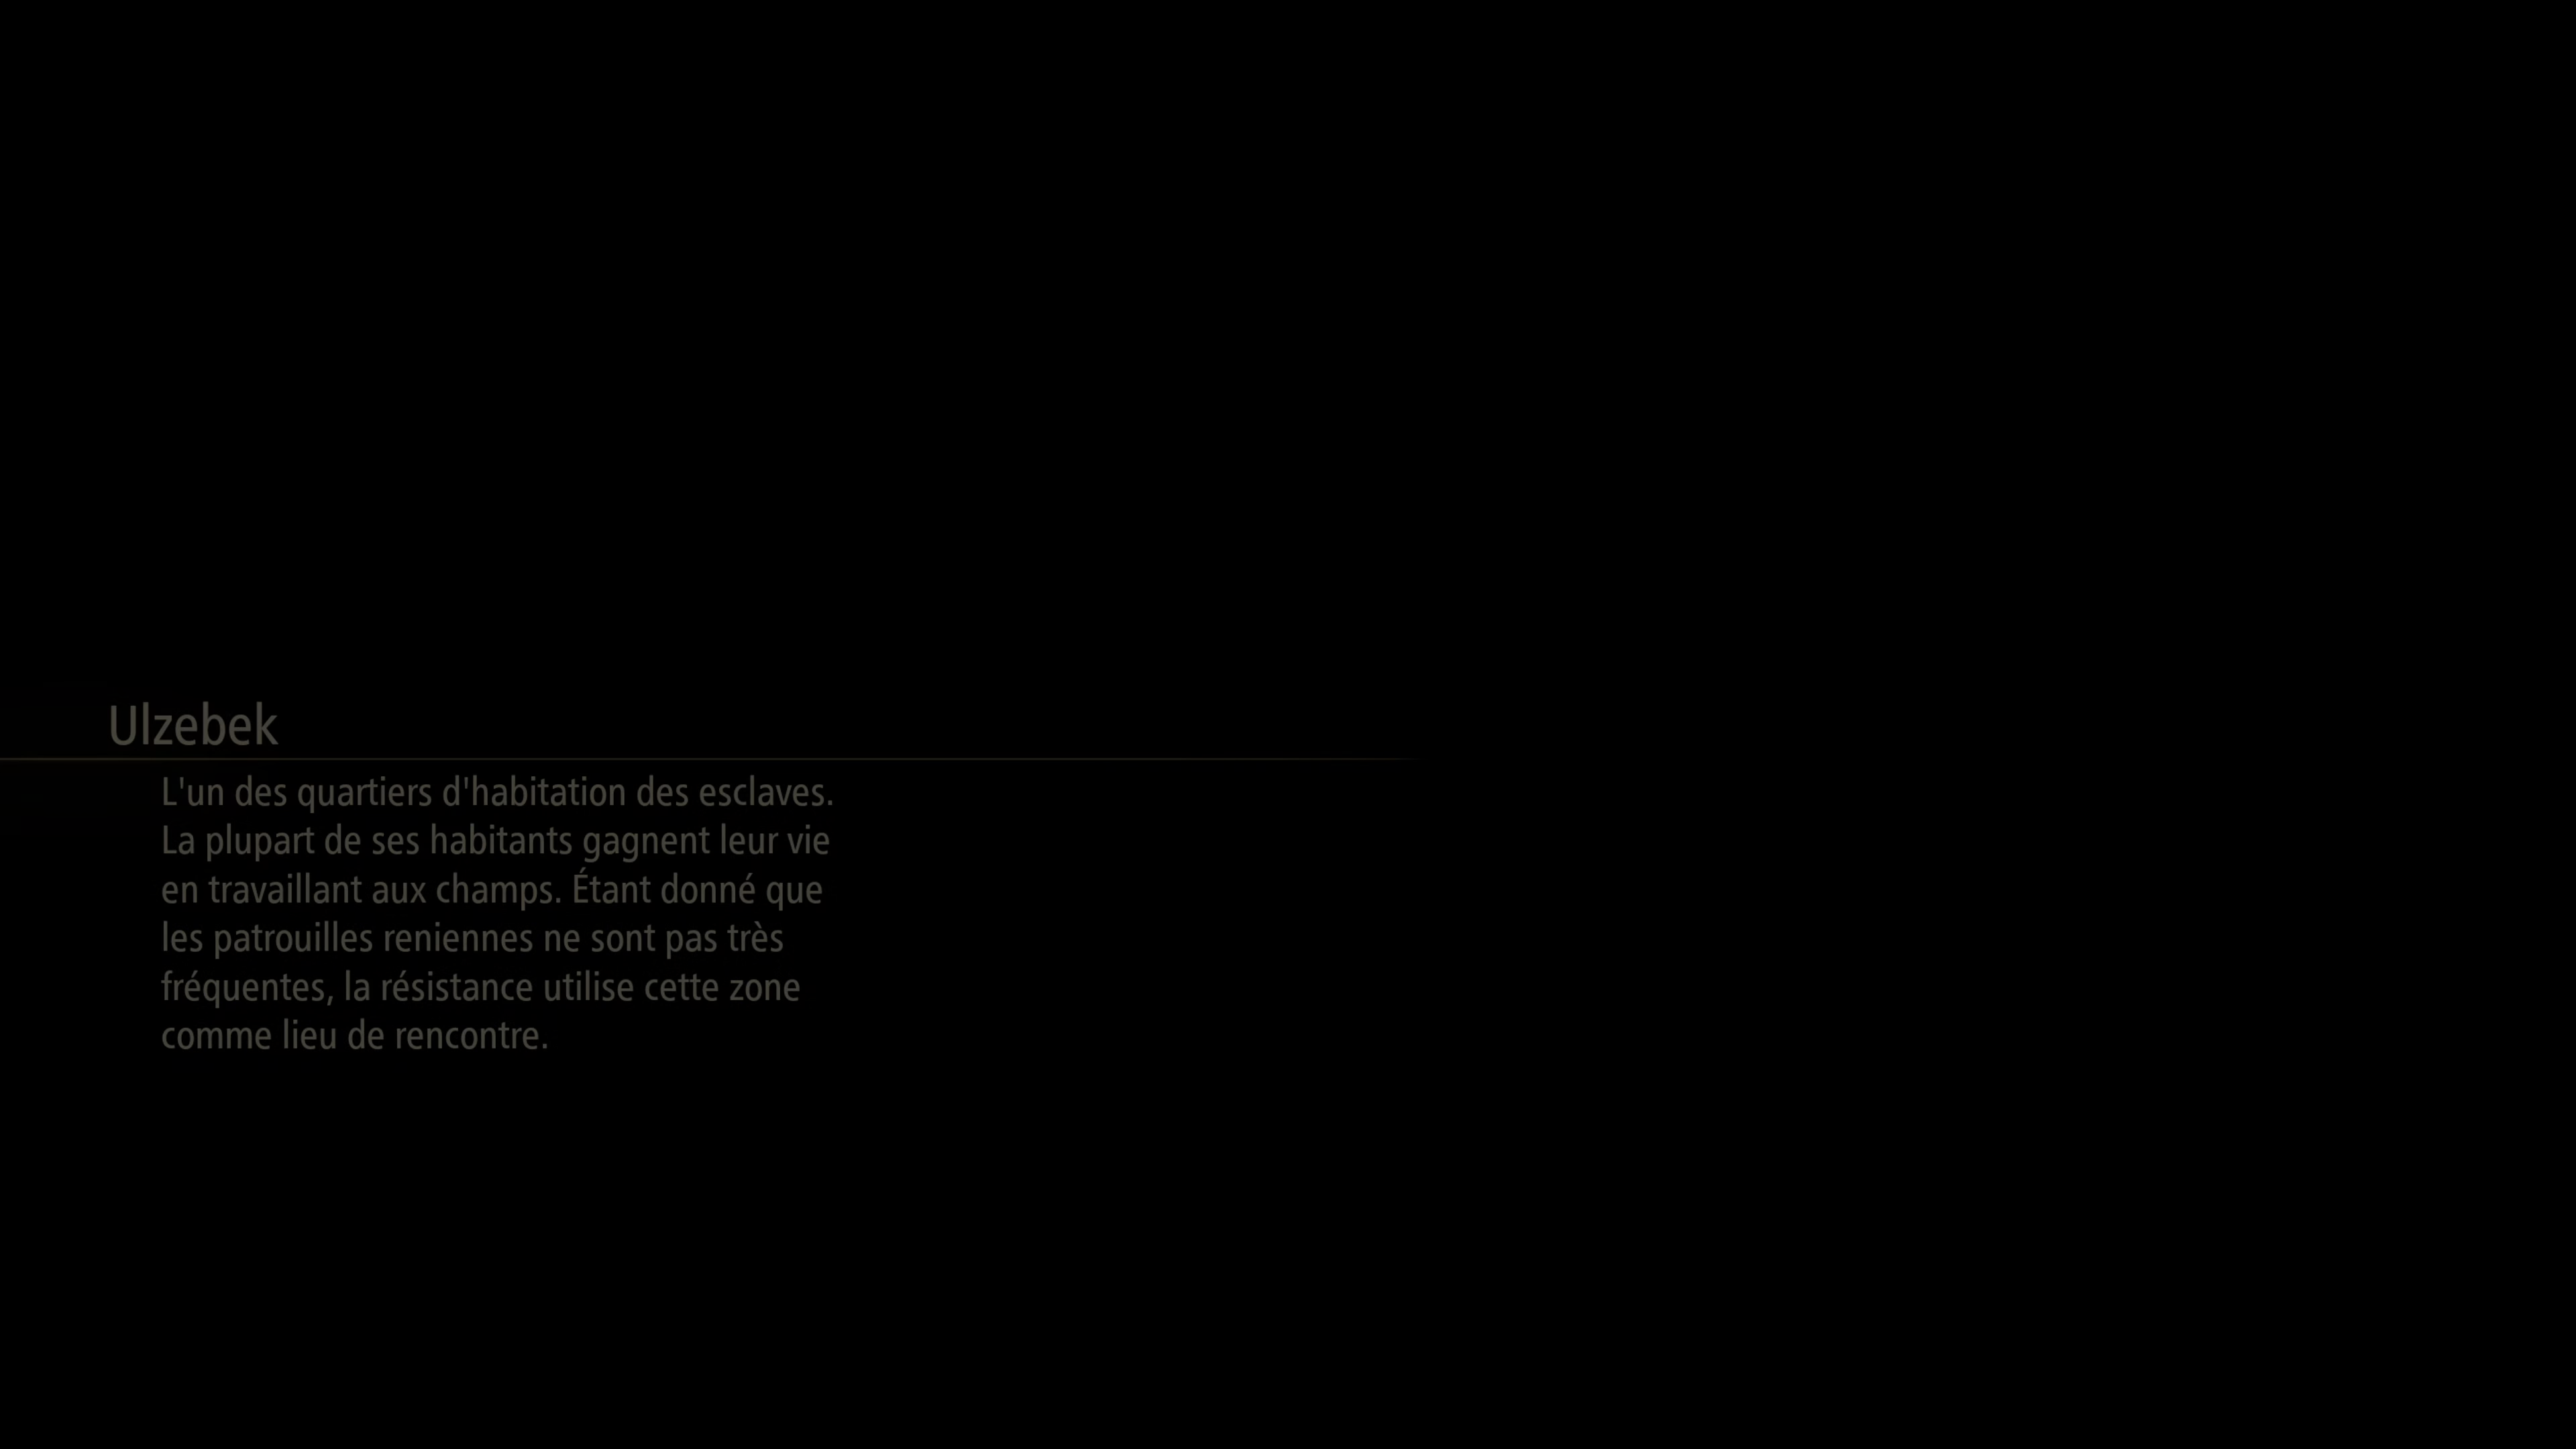 Ulzebek
L'un des quartiers d'habitation des esclaves.
La plupart de ses habitants gagnent leur vie
en travaillant aux champs. Étant donné que
les patrouilles reniennes ne sont pas très
fréquentes, la résistance utilise cette zone
comme lieu de rencontre.